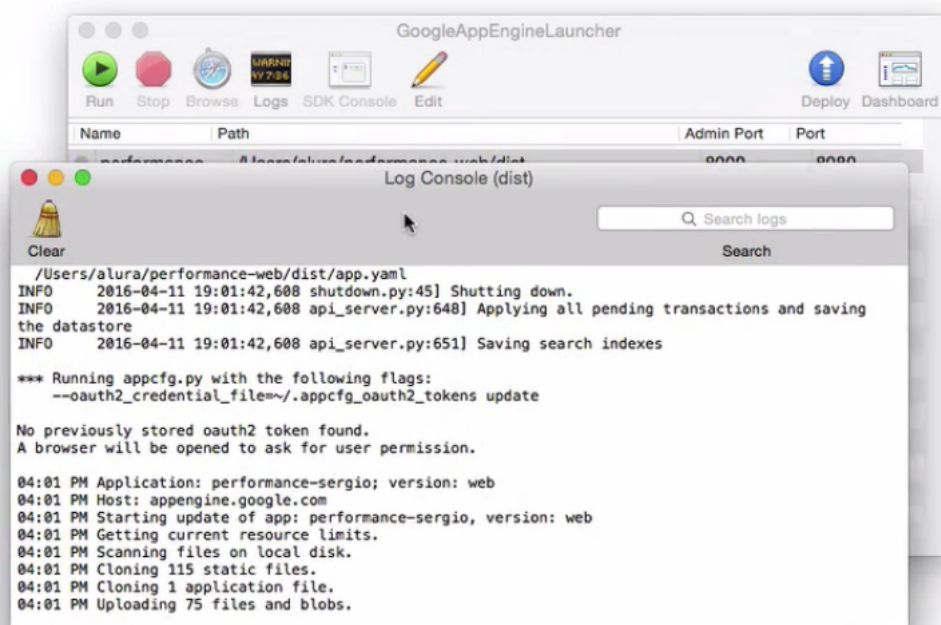 GoogleAppEngineLauncher
Run Stop Browse Logs SDK Console Edit Deploy Dashboard
Name Path Admin Port Port
performance /Users/alura/performance-web/dist 8000 8080
Log Console (dist)
Search logs
Clear Search
/Users/alura/performance-web/dist/app.yaml
INFO 2016-04-11 19:01:42,608 shutdown.py:45] Shutting down.
INFO 2016-04-11 19:01:42,608 api_server.py:648] Applying all pending transactions and saving
the datastore
INFO 2016-04-11 19:01:42,608 api_server.py:651] Saving search indexes
*** Running appcfg.py with the following flags:
--oauth2_credential_file=~/.appcfg_oauth2_tokens update
No previously stored oauth2 token found.
A browser will be opened to ask for user permission.
04:01 PM Application: performance-sergio; version: web
04:01 PM Host: appengine.google.com
04:01 PM Starting update of app: performance-sergio, version: web
04:01 PM Getting current resource limits.
04:01 PM Scanning files on local disk.
04:01 PM Cloning 115 static files.
04:01 PM Cloning 1 application file.
04:01 PM Uploading 75 files and blobs.